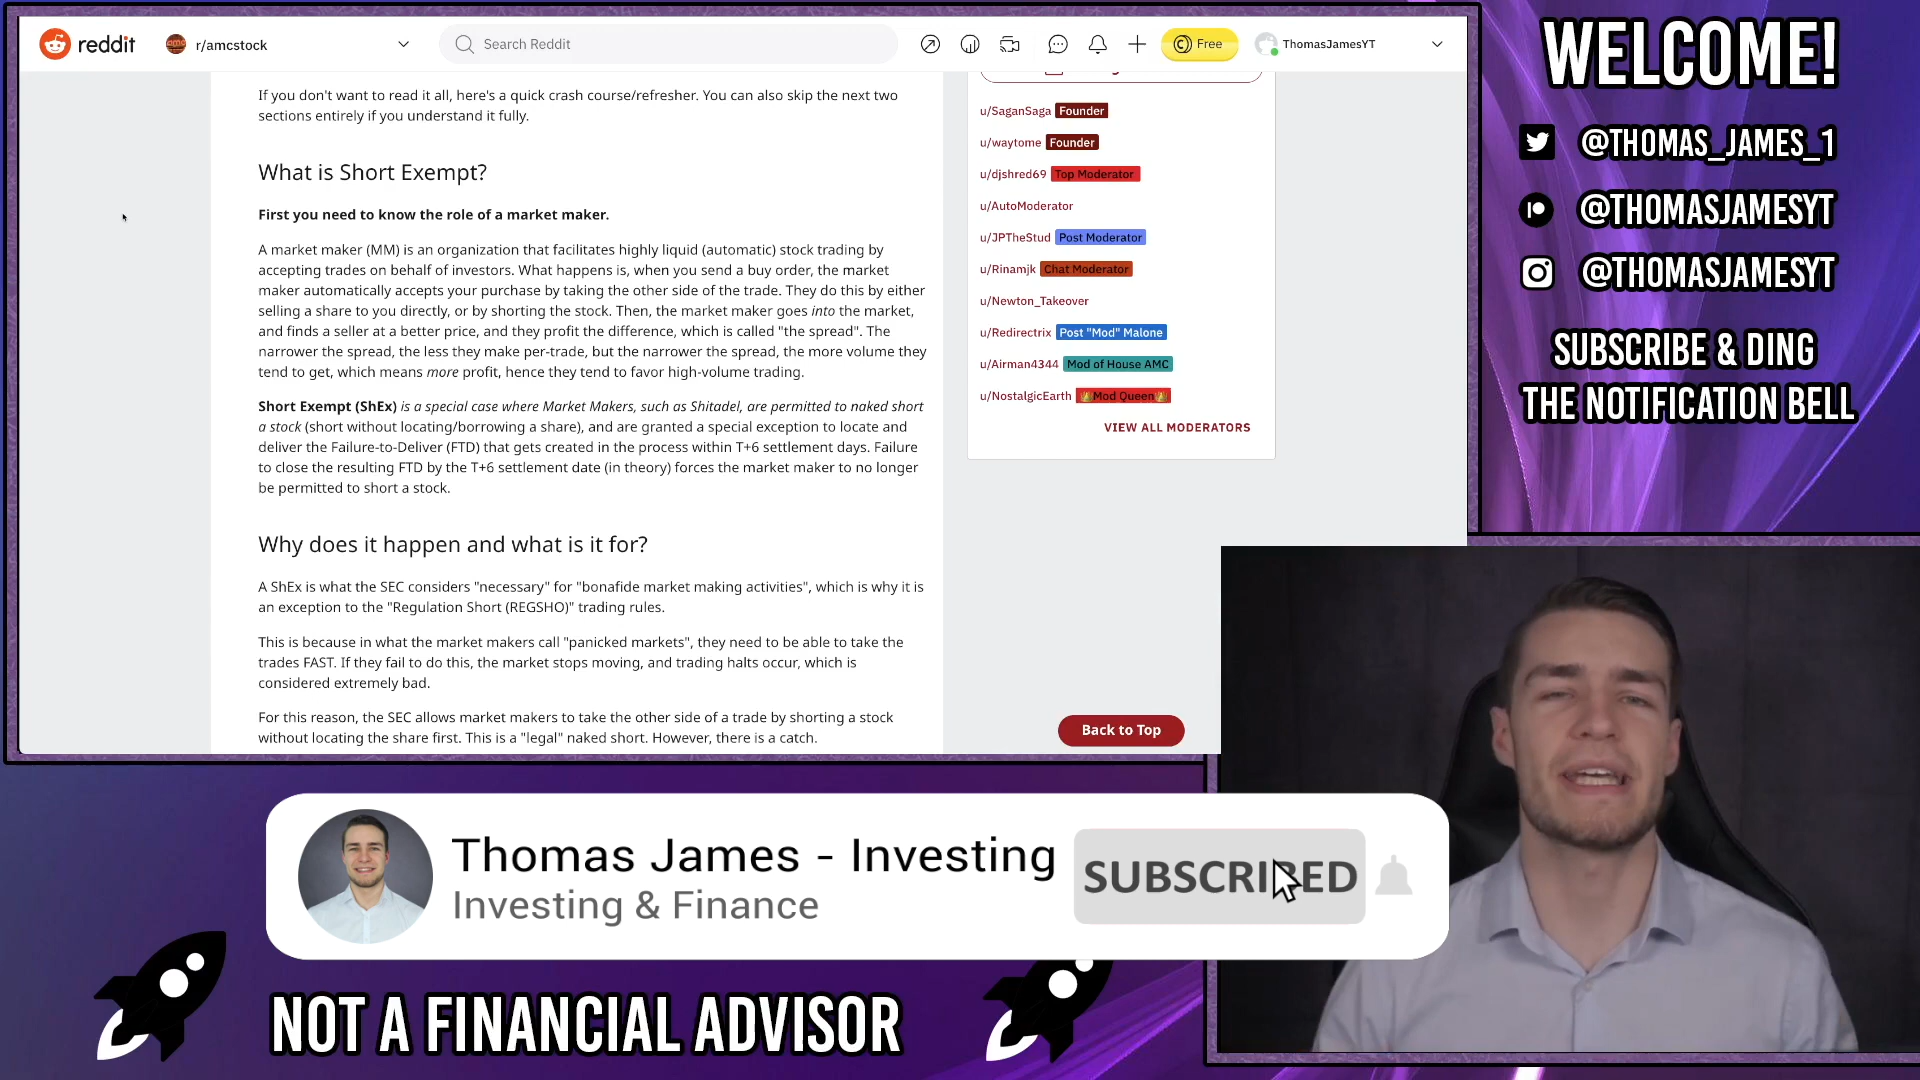 reddit
r/amcstock
Search Reddit
Free
ThomasJamesYT
If you don't want to read it all, here's a quick crash course/refresher. You can also skip the next two
sections entirely if you understand it fully.
What is Short Exempt?
First you need to know the role of a market maker.
A market maker (MM) is an organization that facilitates highly liquid (automatic) stock trading by
accepting trades on behalf of investors. What happens is, when you send a buy order, the market
maker automatically accepts your purchase by taking the other side of the trade. They do this by either
selling a share to you directly, or by shorting the stock. Then, the market maker goes into the market,
and finds a seller at a better price, and they profit the difference, which is called "the spread". The
narrower the spread, the less they make per-trade, but the narrower the spread, the more volume they
tend to get, which means more profit, hence they tend to favor high-volume trading.
Short Exempt (ShEx) is a special case where Market Makers, such as Shitadel, are permitted to naked short
a stock (short without locating/borrowing a share), and are granted a special exception to locate and
deliver the Failure-to-Deliver (FTD) that gets created in the process within T+6 settlement days. Failure
to close the resulting FTD by the T+6 settlement date (in theory) forces the market maker to no longer
be permitted to short a stock.
Why does it happen and what is it for?
A ShEx is what the SEC considers "necessary" for "bonafide market making activities", which is why it is
an exception to the "Regulation Short (REGSHO)" trading rules.
This is because in what the market makers call "panicked markets", they need to be able to take the
trades FAST. If they fail to do this, the market stops moving, and trading halts occur, which is
considered extremely bad.
For this reason, the SEC allows market makers to take the other side of a trade by shorting a stock
without locating the share first. This is a "legal" naked short. However, there is a catch.
u/SaganSaga Founder
u/waytome Founder
u/djshred69 Top Moderator
u/AutoModerator
u/JPTheStud Post Moderator
u/Rinamjk Chat Moderator
u/Newton_Takeover
u/Redirectrix Post "Mod" Malone
u/Airman4344 Mod of House AMC
u/NostalgicEarth 👑Mod Queen👑
VIEW ALL MODERATORS
Back to Top
WELCOME!
@THOMAS_JAMES_1
@THOMASJAMESYT
@THOMASJAMESYT
SUBSCRIBE & DING
THE NOTIFICATION BELL
Thomas James - Investing
Investing & Finance
SUBSCRIBED
NOT A FINANCIAL ADVISOR